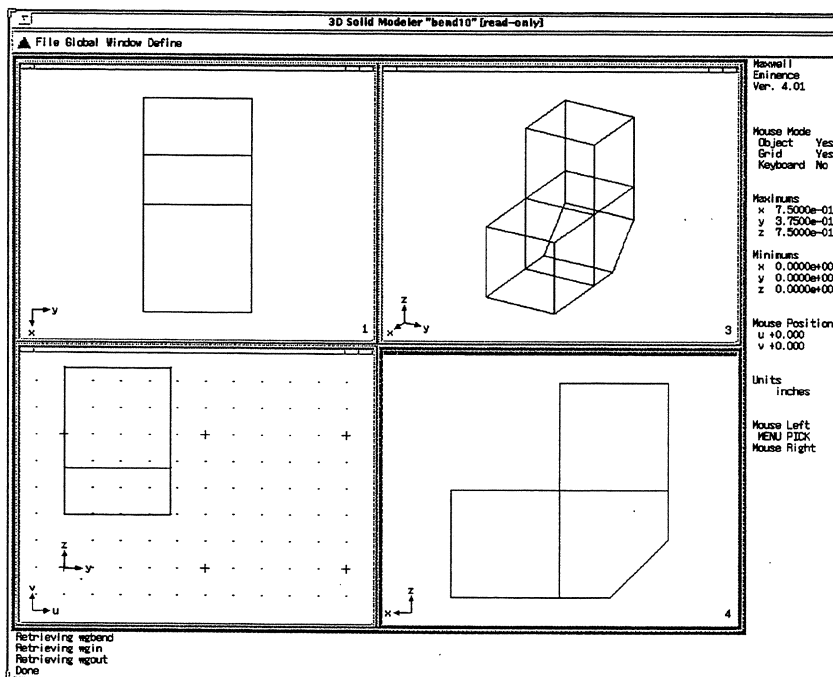 3D Solid Modeler "bend10" [read-only]
File Global Window Define
Maxwell
Eminence
Ver. 4.01
Mouse Mode
Object Yes
Grid Yes
Keyboard No
Maximums
x 7.5000e-01
y 3.7500e-01
z 7.5000e-01
Minimums
x 0.0000e+00
y 0.0000e+00
z 0.0000e+00
Mouse Position
u +0.000
v +0.000
Units
inches
Mouse Left
MENU PICK
Mouse Right
y
x
1
z
x
y
3
z
y
v
u
z
x
4
Retrieving wgbend
Retrieving wgin
Retrieving wgout
Done